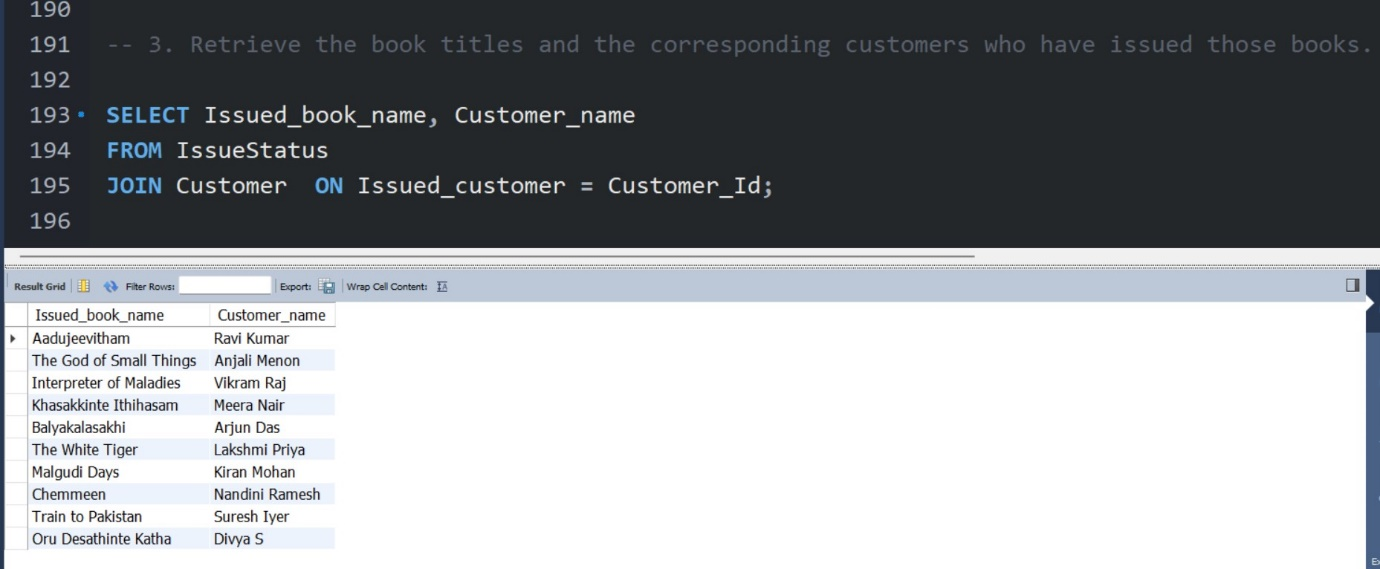 190
191 -- 3. Retrieve the book titles and the corresponding customers who have issued those books.
192
193 SELECT Issued_book_name, Customer_name
194 FROM IssueStatus
195 JOIN Customer  ON Issued_customer = Customer_Id;
196
Result Grid Filter Rows: Export: Wrap Cell Content:
Issued_book_name Customer_name
Aadujeevitham Ravi Kumar
The God of Small Things Anjali Menon
Interpreter of Maladies Vikram Raj
Khasakkinte Ithihasam Meera Nair
Balyakalasakhi Arjun Das
The White Tiger Lakshmi Priya
Malgudi Days Kiran Mohan
Chemmeen Nandini Ramesh
Train to Pakistan Suresh Iyer
Oru Desathinte Katha Divya S